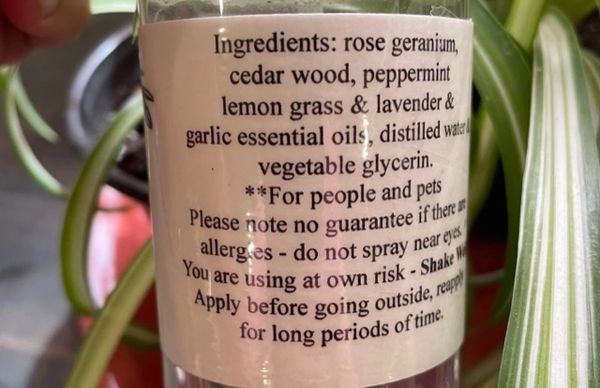 Ingredients: rose geranium,
cedar wood, peppermint
lemon grass & lavender &
garlic essential oils, distilled water
vegetable glycerin.
**For people and pets
Please note no guarantee if there are
allergies - do not spray near eyes.
You are using at own risk - Shake
Apply before going outside, reapply
for long periods of time.